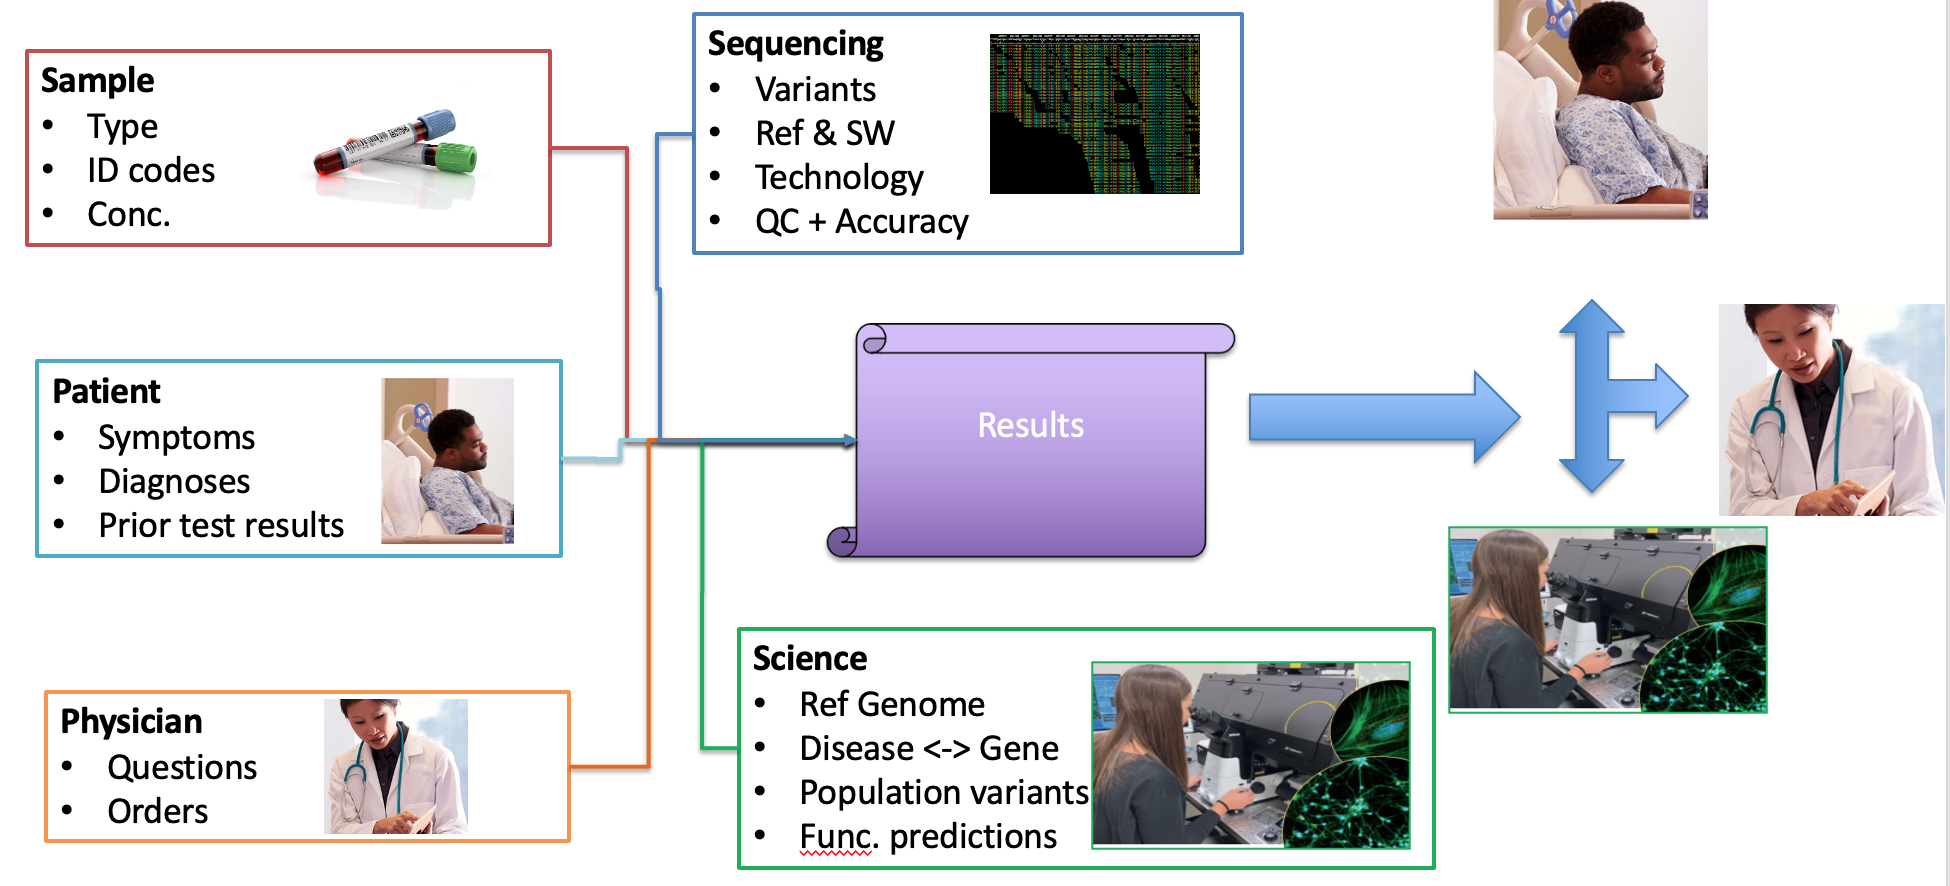 Sample
• Type
• ID codes
• Conc.
Sequencing
• Variants
• Ref & SW
• Technology
• QC + Accuracy
Patient
• Symptoms
• Diagnoses
• Prior test results
Results
Physician
• Questions
• Orders
Science
• Ref Genome
• Disease <-> Gene
• Population variants
• Func. predictions